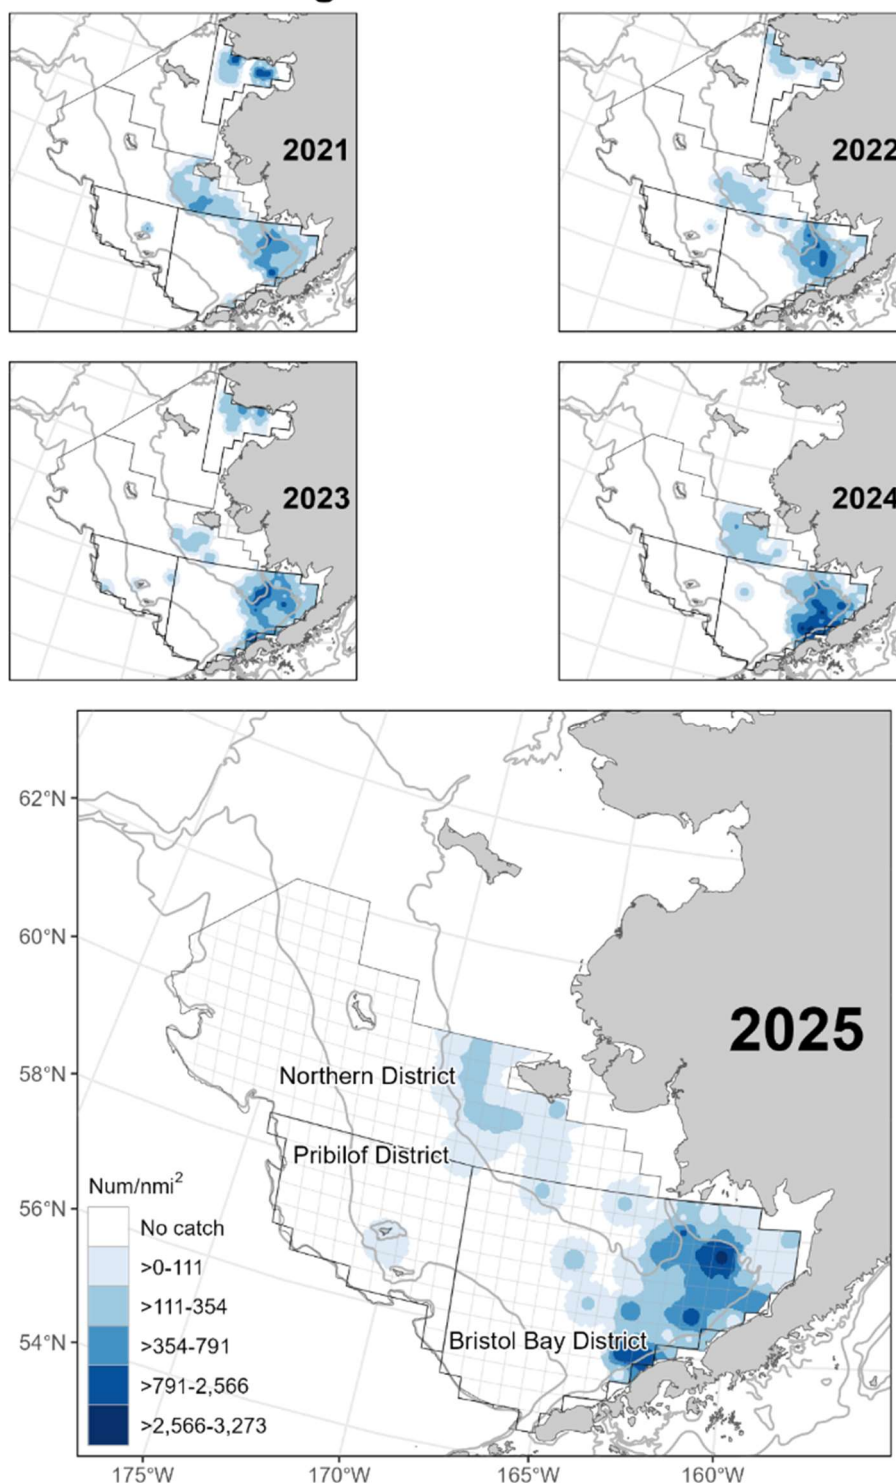 2021
2022
2023
2024
2025
62°N
60°N
58°N
56°N
54°N
Northern District
Pribilof District
Bristol Bay District
Num/nmi²
No catch
>0-111
>111-354
>354-791
>791-2,566
>2,566-3,273
175°W
170°W
165°W
160°W